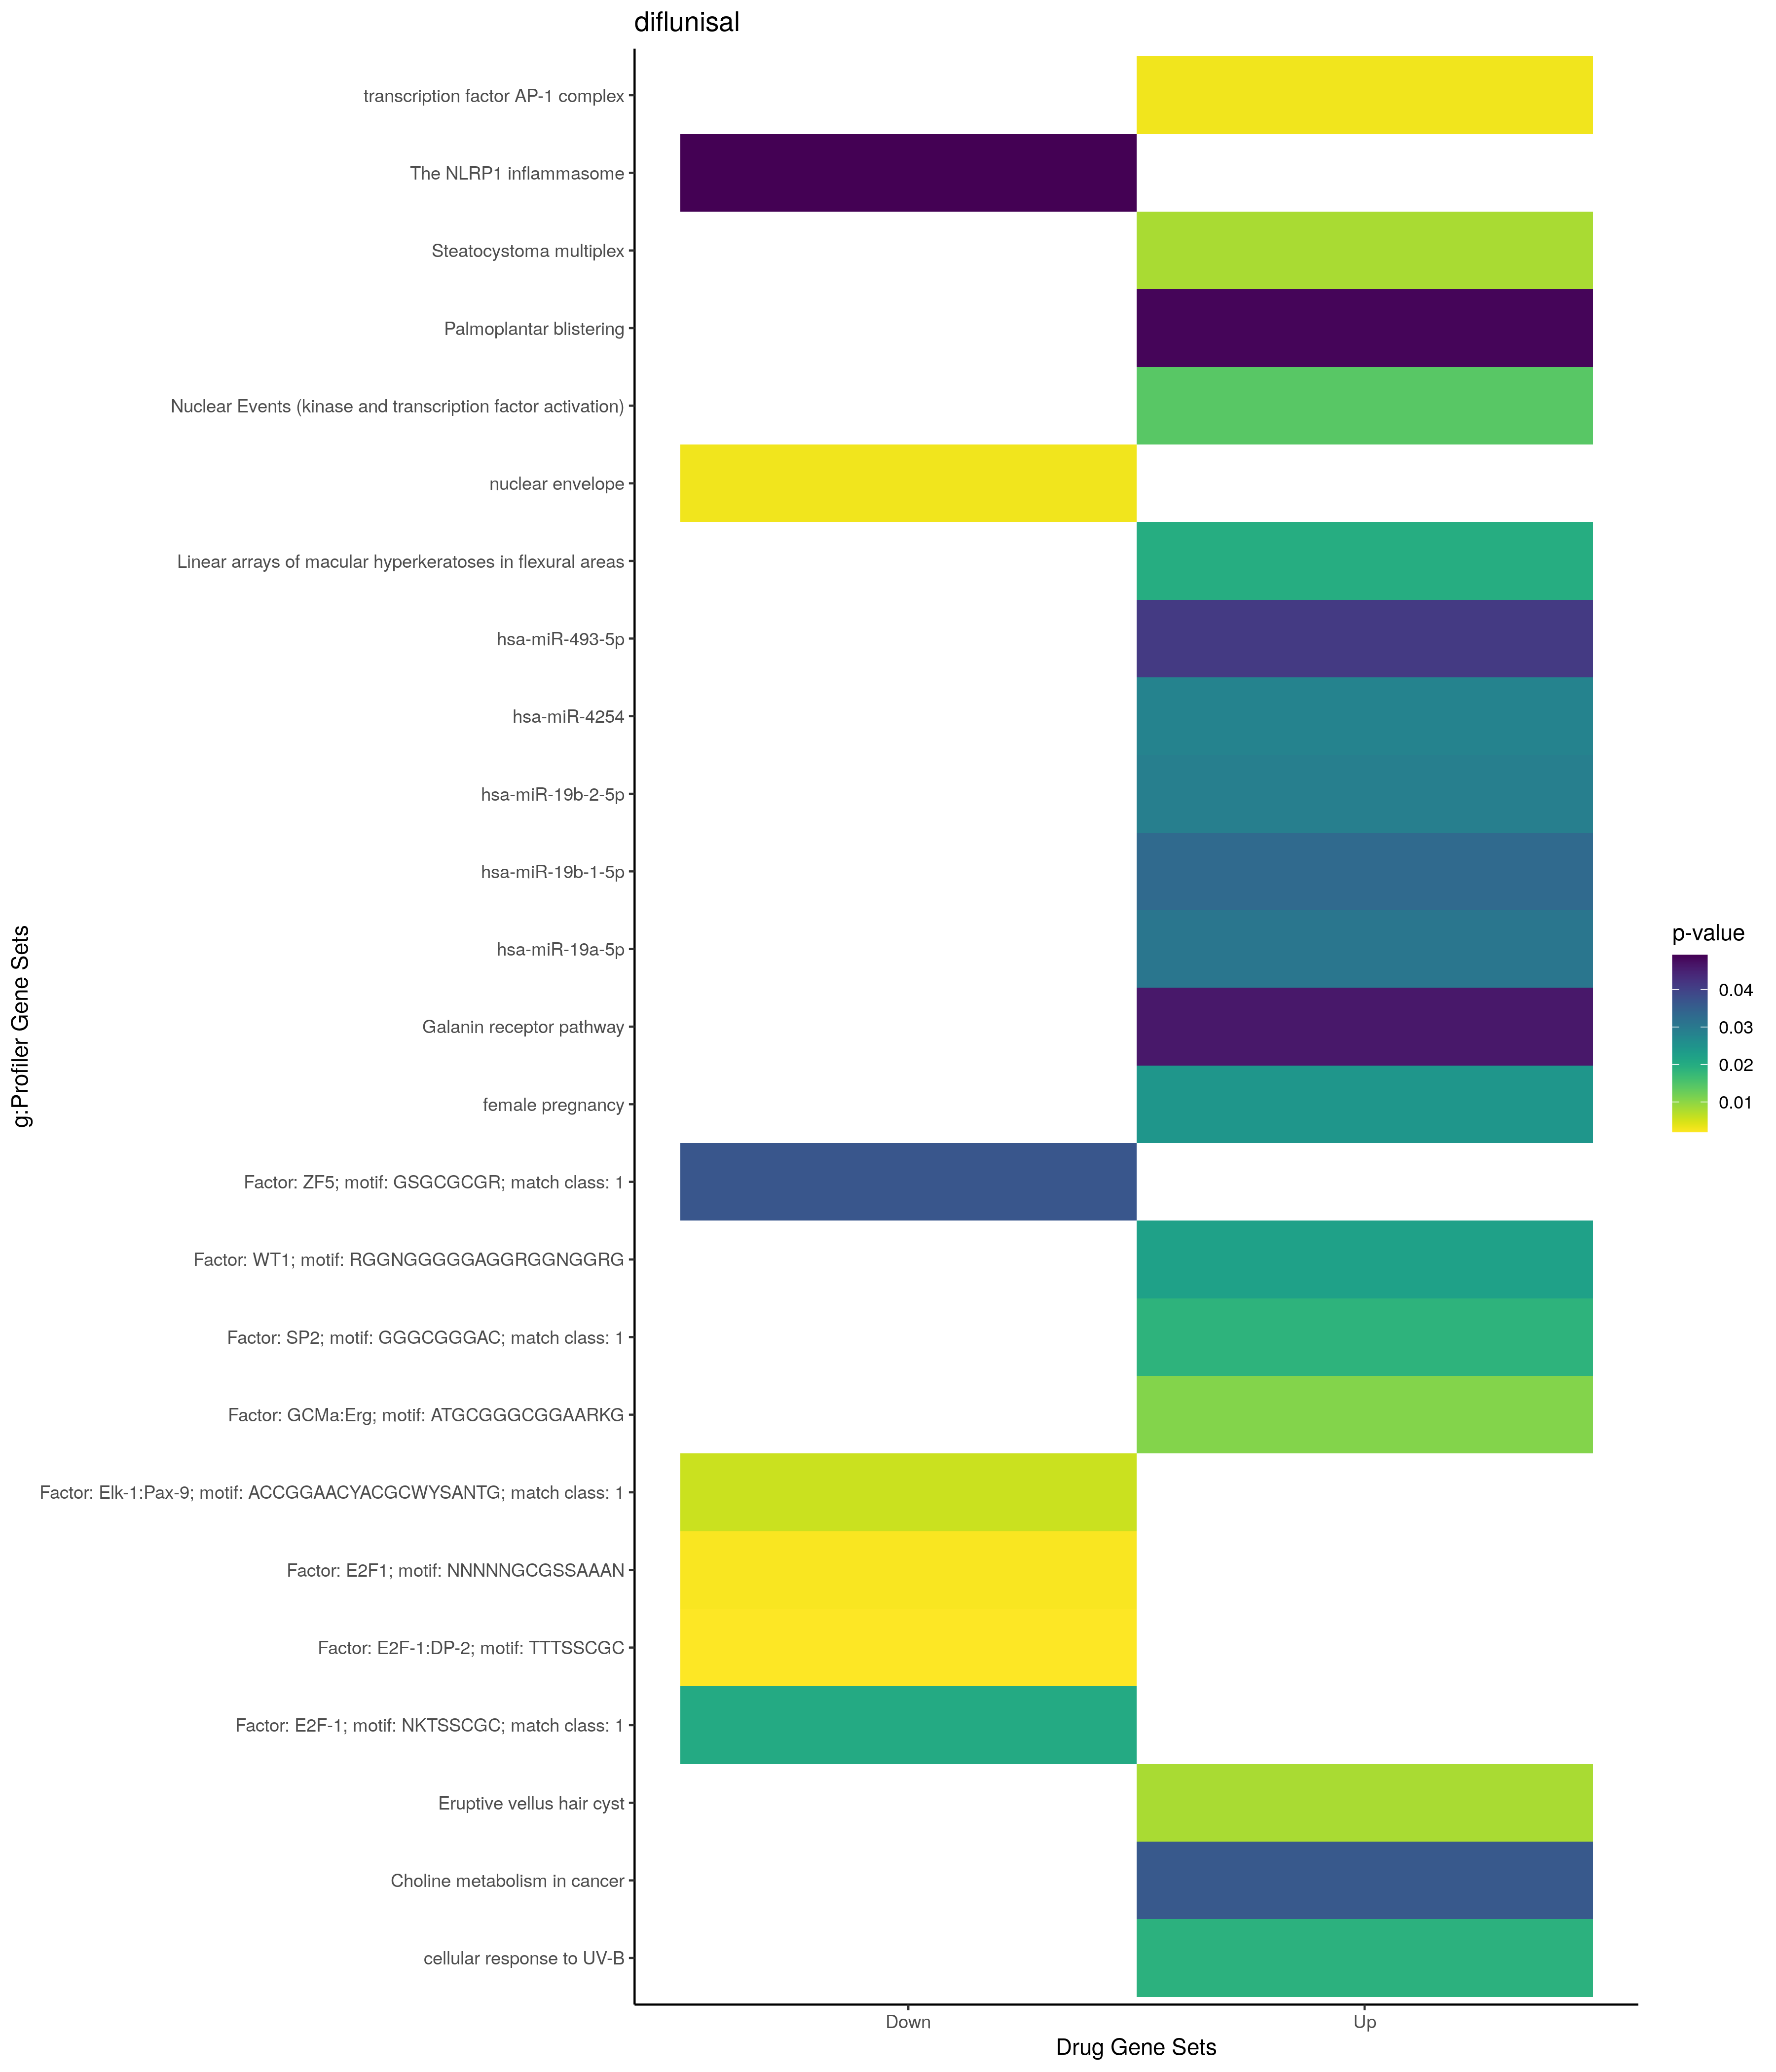 diflunisal
transcription factor AP-1 complex
The NLRP1 inflammasome
Steatocystoma multiplex
Palmoplantar blistering
Nuclear Events (kinase and transcription factor activation)
nuclear envelope
Linear arrays of macular hyperkeratoses in flexural areas
hsa-miR-493-5p
hsa-miR-4254
hsa-miR-19b-2-5p
hsa-miR-19b-1-5p
hsa-miR-19a-5p
Galanin receptor pathway
female pregnancy
Factor: ZF5; motif: GSGCGCGR; match class: 1
Factor: WT1; motif: RGGNGGGGGAGGRGGNGGRG
Factor: SP2; motif: GGGCGGGAC; match class: 1
Factor: GCMa:Erg; motif: ATGCGGGCGGAARKG
Factor: Elk-1:Pax-9; motif: ACCGGAACYACGCWYSANTG; match class: 1
Factor: E2F1; motif: NNNNNGCGSSAAAN
Factor: E2F-1:DP-2; motif: TTTSSCGC
Factor: E2F-1; motif: NKTSSCGC; match class: 1
Eruptive vellus hair cyst
Choline metabolism in cancer
cellular response to UV-B
g:Profiler Gene Sets
Down
Up
Drug Gene Sets
p-value
0.04
0.03
0.02
0.01